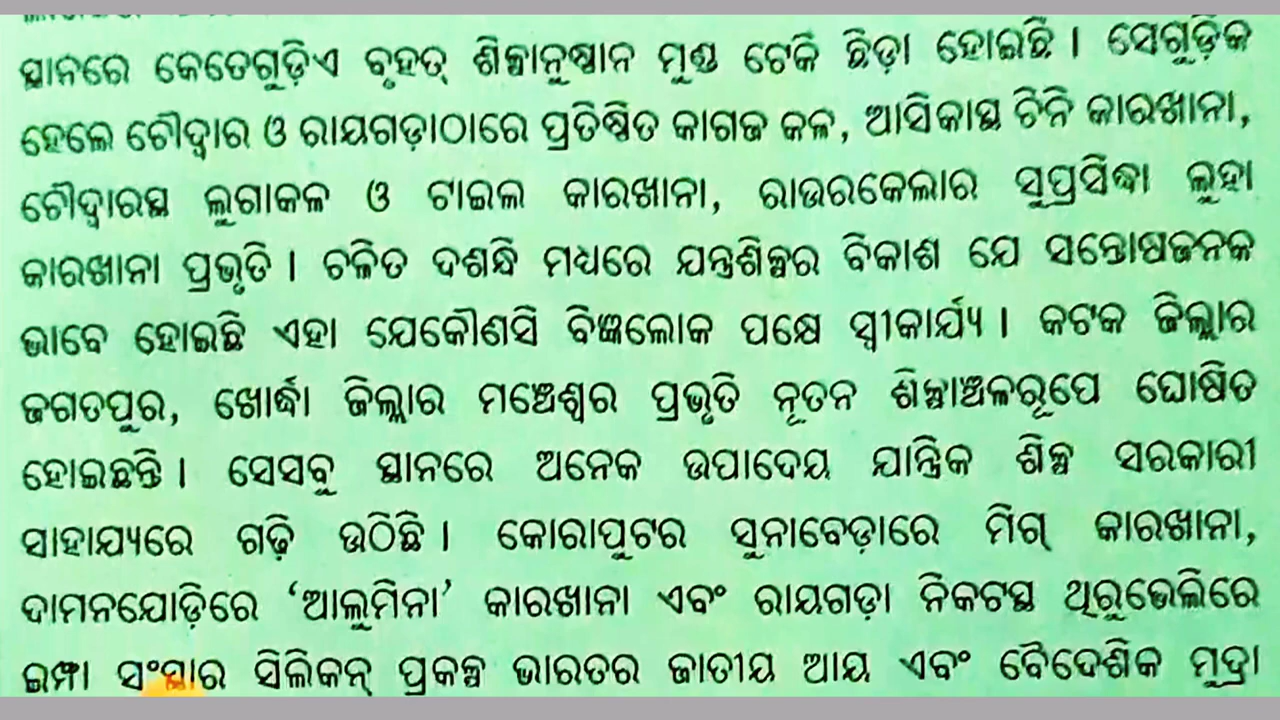 ସ୍ଥାନରେ କେତେଗୁଡ଼ିଏ ବୃହତ୍ ଶିଳ୍ପାନୁଷ୍ଠାନ ମୁଣ୍ଡ ଟେକି ଛିଡ଼ା ହୋଇଛି । ସେଗୁଡ଼ିକ
ହେଲେ ଚୌଦ୍ୱାର ଓ ରାୟଗଡ଼ାଠାରେ ପ୍ରତିଷ୍ଠିତ କାଗଜ କଳ, ଆସିକାସ୍ଥ ଚିନି କାରଖାନା,
ଚୌଦ୍ୱାରସ୍ଥ ଲୁଗାକଳ ଓ ଟାଇଲ କାରଖାନା, ରାଉରକେଲାର ସୁପ୍ରସିଦ୍ଧା ଲୁହା
କାରଖାନା ପ୍ରଭୃତି । ଚଳିତ ଦଶନ୍ଧି ମଧ୍ୟରେ ଯନ୍ତ୍ରଶିଳ୍ପର ବିକାଶ ଯେ ସନ୍ତୋଷଜନକ
ଭାବେ ହୋଇଛି ଏହା ଯେକୌଣସି ବିଜ୍ଞଲୋକ ପକ୍ଷେ ସ୍ୱୀକାର୍ଯ୍ୟ । କଟକ ଜିଲ୍ଲାର
ଜଗତପୁର, ଖୋର୍ଦ୍ଧା ଜିଲ୍ଲାର ମଞ୍ଚେଶ୍ୱର ପ୍ରଭୃତି ନୂତନ ଶିଳ୍ପାଞ୍ଚଳରୂପେ ଘୋଷିତ
ହୋଇଛନ୍ତି । ସେସବୁ ସ୍ଥାନରେ ଅନେକ ଉପାଦେୟ ଯାନ୍ତ୍ରିକ ଶିଳ୍ପ ସରକାରୀ
ସାହାଯ୍ୟରେ ଗଢ଼ି ଉଠିଛି । କୋରାପୁଟର ସୁନାବେଡ଼ାରେ ମିଗ୍ କାରଖାନା,
ଦାମନଯୋଡ଼ିରେ ‘ଆଲୁମିନା’ କାରଖାନା ଏବଂ ରାୟଗଡ଼ା ନିକଟସ୍ଥ ଥିରୁଭେଲିରେ
ଇମ୍ଫା ସଂସ୍ଥାର ସିଲିକନ୍ ପ୍ରକଳ୍ପ ଭାରତର ଜାତୀୟ ଆୟ ଏବଂ ବୈଦେଶିକ ମୁଦ୍ରା